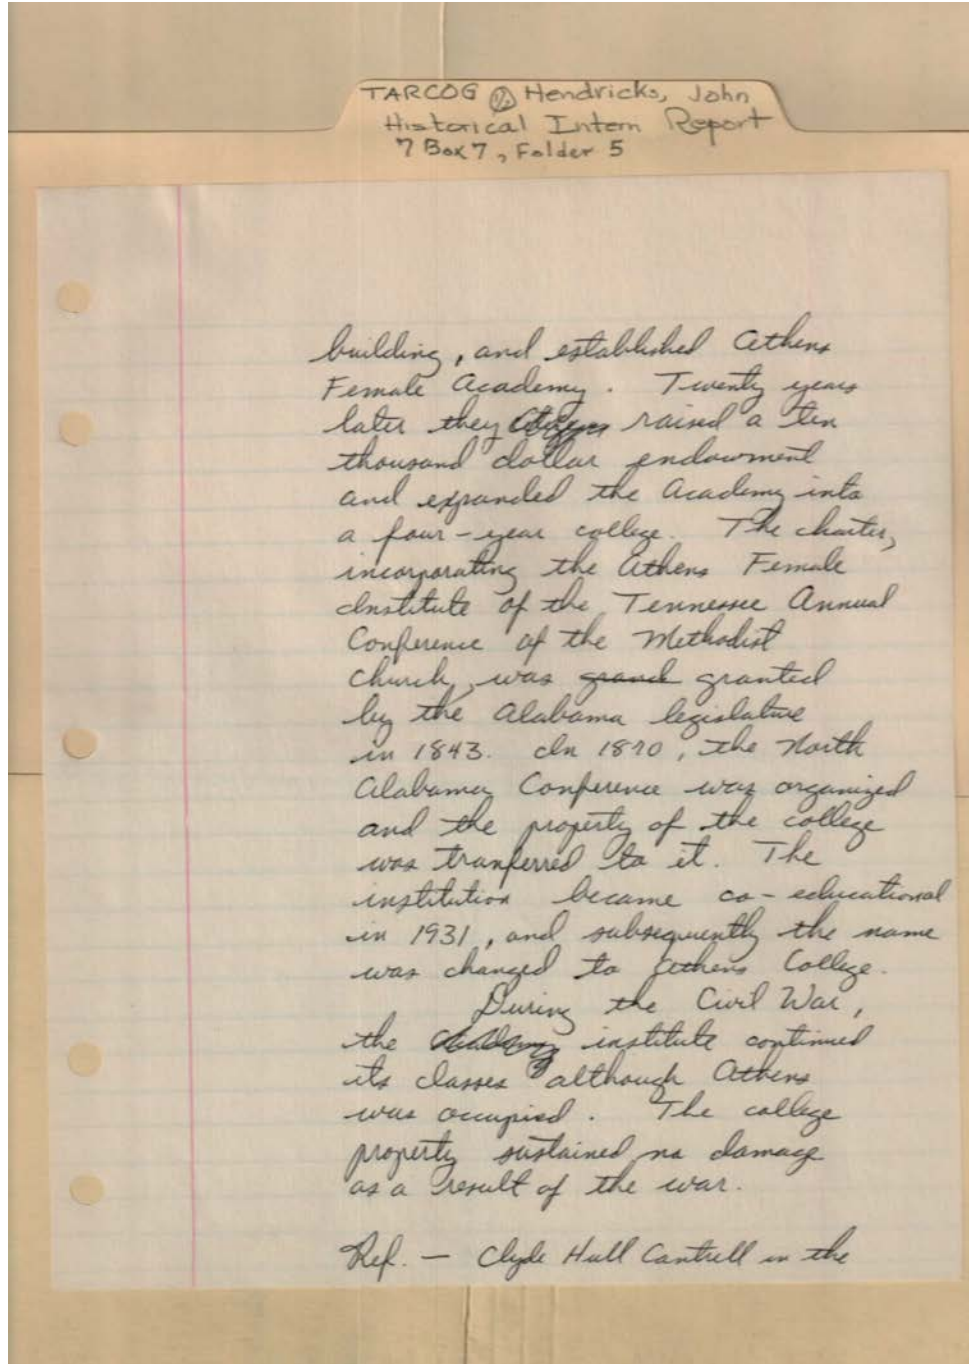 TARCOG Hendricks, John
Historical Intern Report
7 Box 7, Folder 5
building, and established Athens
Female Academy. Twenty years
later they raised a ten
thousand dollar endowment
and expanded the Academy into
a four-year college. The charter,
incorporating the Athens Female
Institute of the Tennessee Annual
Conference of the Methodist
Church, was grand granted
by the Alabama legislature
in 1843. In 1870, the North
Alabama Conference was organized
and the property of the college
was tranferred to it. The
institution became co-educational
in 1931, and subsequently the name
was changed to Athens College.
During the Civil War,
the Academy institute continued
its classes although Athens
was occupied. The college
property sustained no damage
as a result of the war.
Ref. — Clyde Hull Cantrell in the